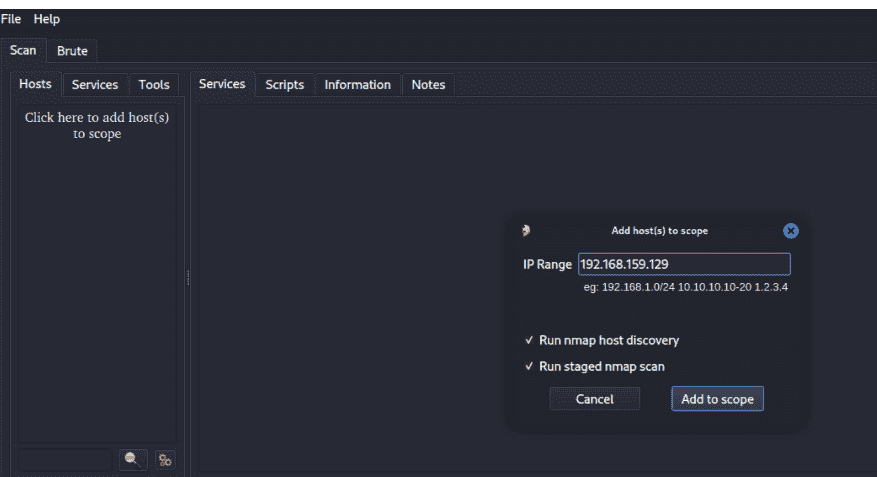 File Help
Scan Brute
Hosts Services Tools Services Scripts Information Notes
Click here to add host(s)
to scope
Add host(s) to scope
IP Range 192.168.159.129
eg: 192.168.1.0/24 10.10.10.10-20 1.2.3.4
✓ Run nmap host discovery
✓ Run staged nmap scan
Cancel Add to scope